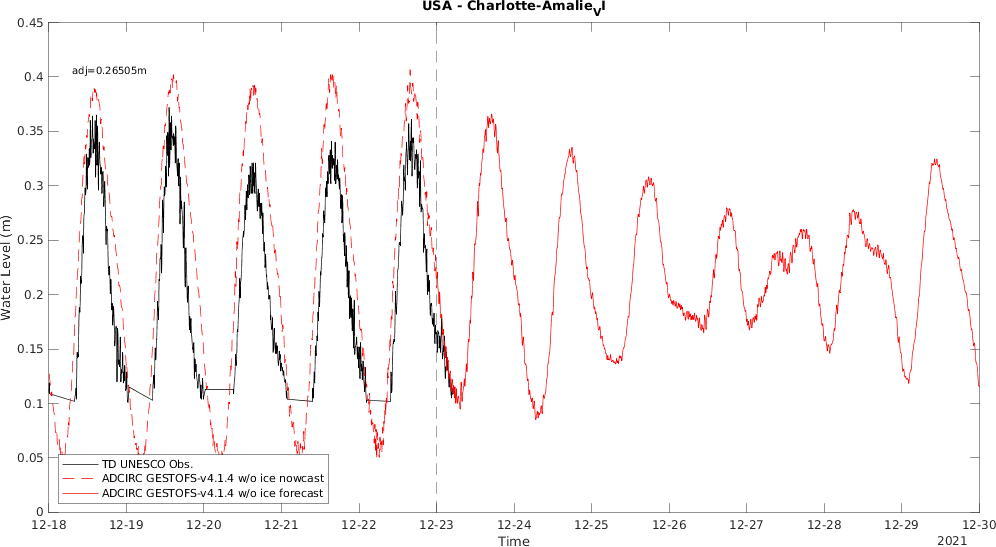 USA - Charlotte-AmalieVI
0.45
0.4
0.35
0.3
0.25
0.2
0.15
0.1
0.05
0
adj=0.26505m
Water Level (m)
TD UNESCO Obs.
ADCIRC GESTOFS-v4.1.4 w/o ice nowcast
ADCIRC GESTOFS-v4.1.4 w/o ice forecast
12-18 12-19 12-20 12-21 12-22 12-23 12-24 12-25 12-26 12-27 12-28 12-29 12-30
Time
2021